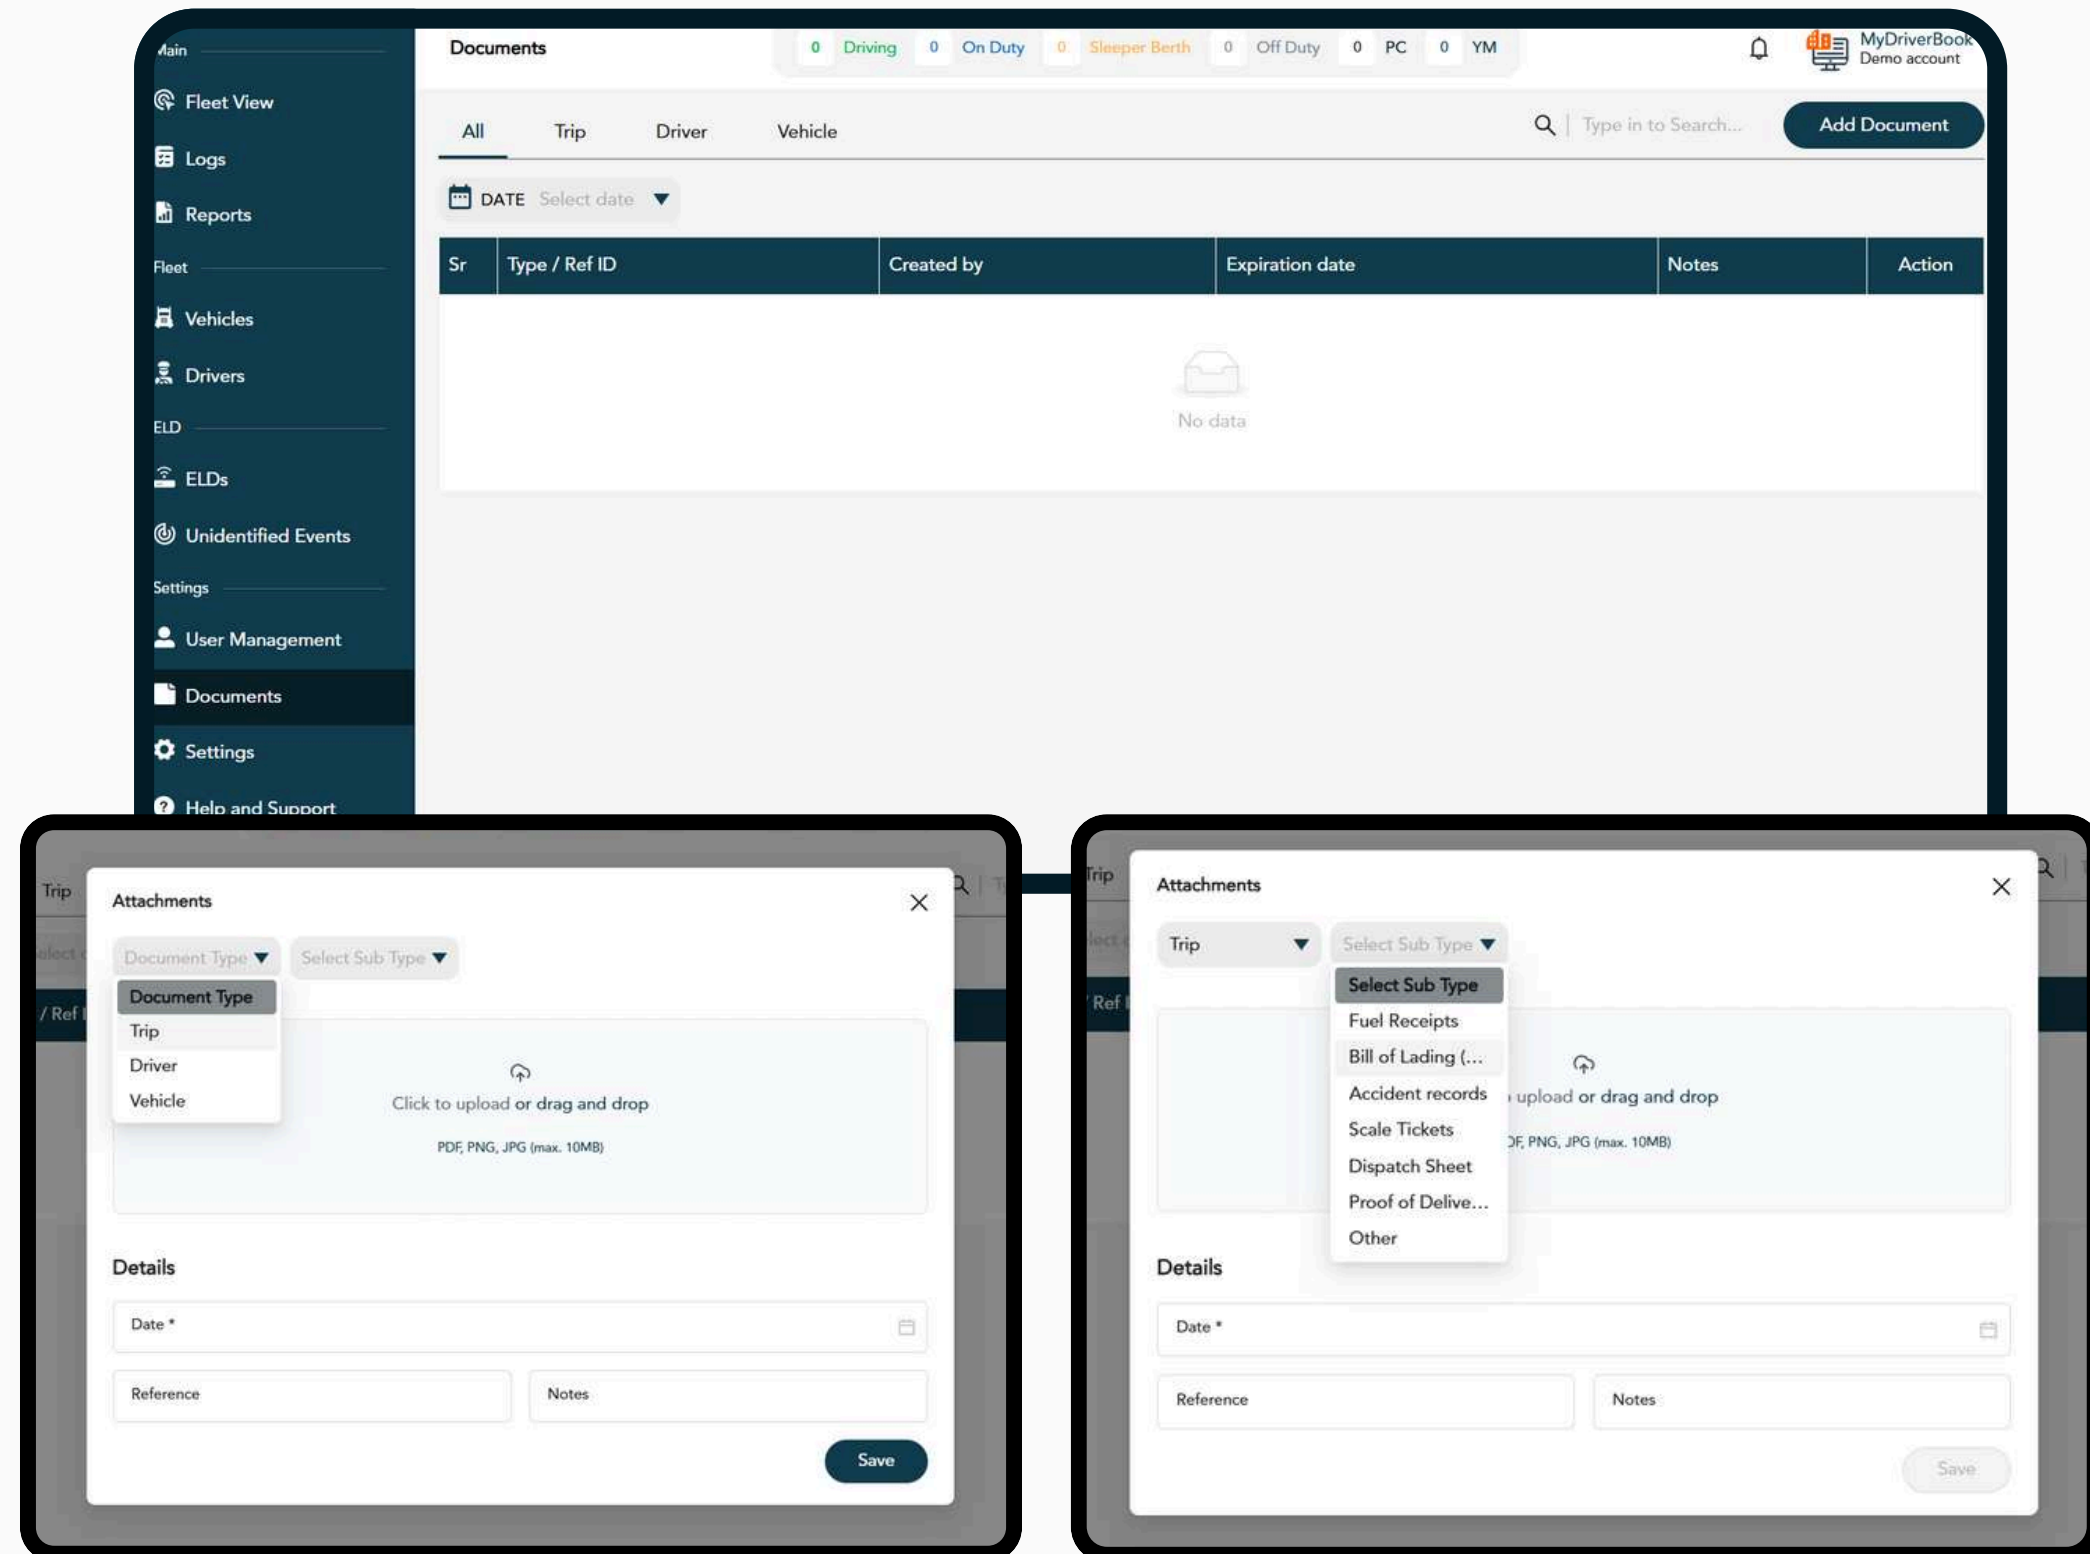 Main
Fleet View
Logs
Reports
Fleet
Vehicles
Drivers
ELD
ELDs
Unidentified Events
Settings
User Management
Documents
Settings
Help and Support
Documents
0 Driving 0 On Duty 0 Sleeper Berth 0 Off Duty 0 PC 0 YM
MyDriverBook
Demo account
All Trip Driver Vehicle
Type in to Search...
Add Document
DATE Select date
Sr Type / Ref ID Created by Expiration date Notes Action
No data
Trip
/ Ref
Attachments
Document Type Select Sub Type
Document Type
Trip
Driver
Vehicle
Click to upload or drag and drop
PDF, PNG, JPG (max. 10MB)
Details
Date *
Reference
Notes
Save
Trip
Ref
Attachments
Trip Select Sub Type
Select Sub Type
Fuel Receipts
Bill of Lading (...
Accident records
Scale Tickets
Dispatch Sheet
Proof of Delive...
Other
upload or drag and drop
PNG, JPG (max. 10MB)
Details
Date *
Reference
Notes
Save